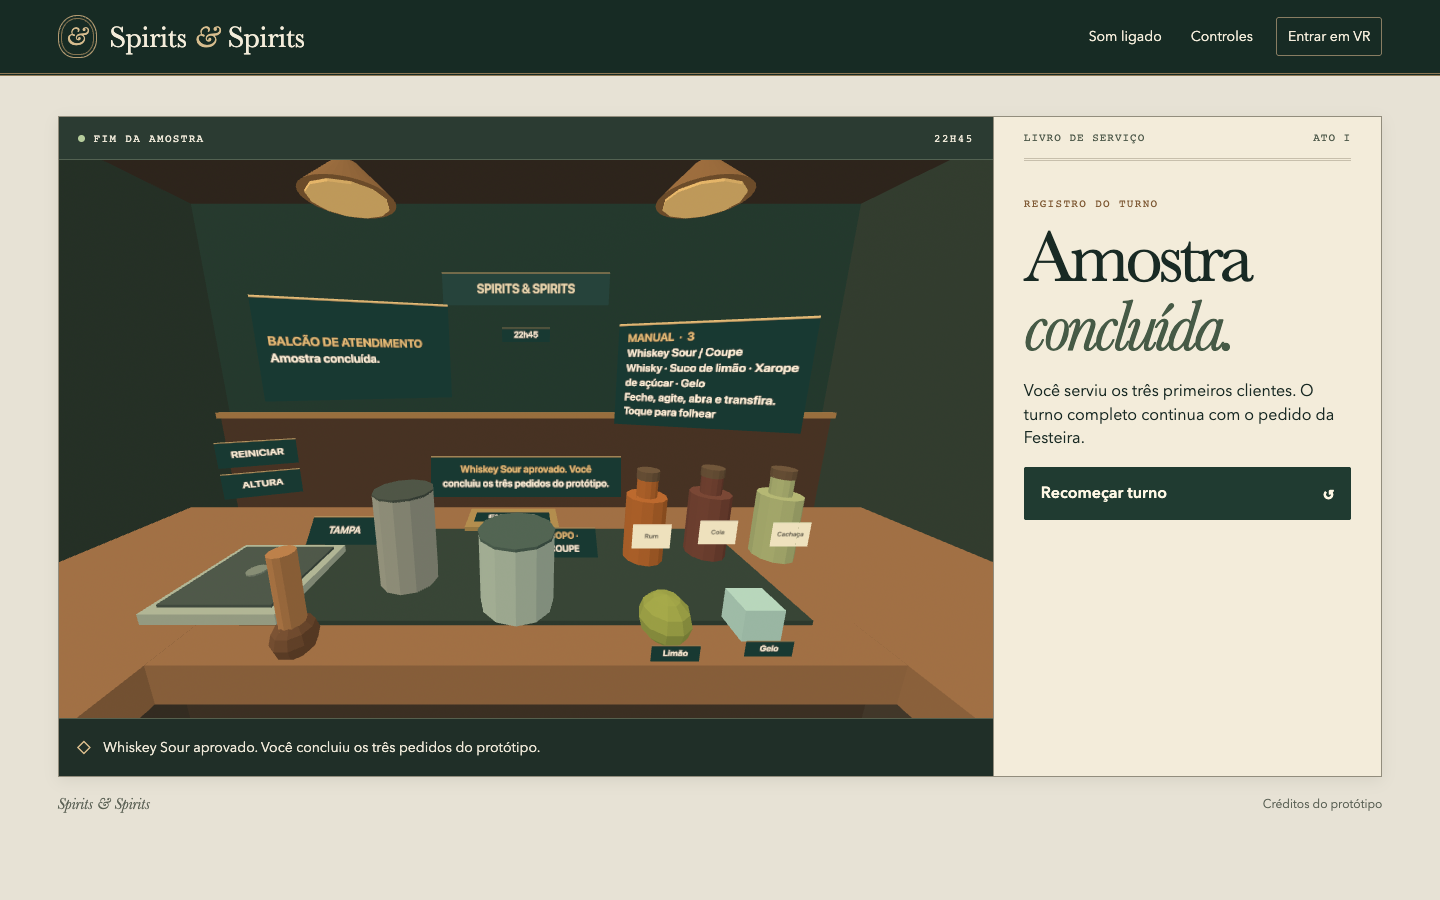 & Spirits & Spirits
Som ligado
Controles
Entrar em VR
FIM DA AMOSTRA
22H45
SPIRITS & SPIRITS
22h45
BALCÃO DE ATENDIMENTO
Amostra concluída.
MANUAL · 3
Whiskey Sour / Coupe
Whisky · Suco de limão · Xarope
de açúcar · Gelo
Feche, agite, abra e transfira.
Toque para folhear
REINICIAR
ALTURA
Whiskey Sour aprovado. Você
concluiu os três pedidos do protótipo.
TAMPA
OPO ·
OUPE
Rum
Cola
Cachaça
Limão
Gelo
Whiskey Sour aprovado. Você concluiu os três pedidos do protótipo.
LIVRO DE SERVIÇO
ATO I
REGISTRO DO TURNO
Amostra
concluída.
Você serviu os três primeiros clientes. O
turno completo continua com o pedido da
Festeira.
Recomeçar turno
Spirits & Spirits
Créditos do protótipo